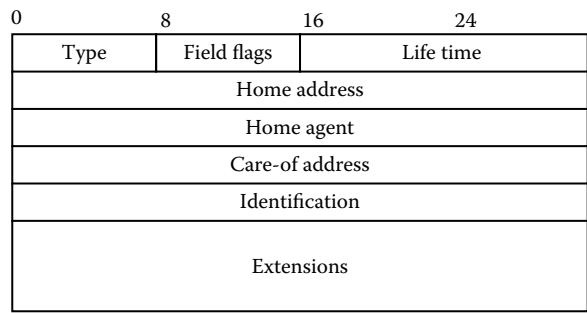 0 8 16 24
Type Field flags Life time
Home address
Home agent
Care-of address
Identification
Extensions